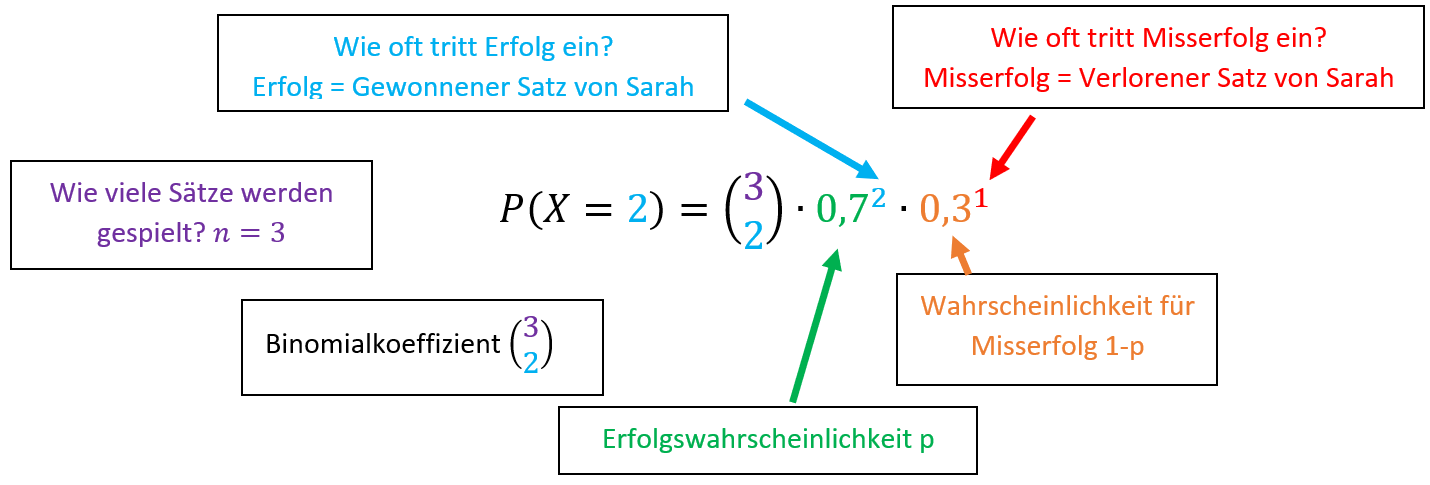 Wie oft tritt Erfolg ein?
Erfolg = Gewonnener Satz von Sarah
Wie oft tritt Misserfolg ein?
Misserfolg = Verlorener Satz von Sarah
Wie viele Sätze werden
gespielt? n = 3
P(X = 2) = (3 2) · 0,7² · 0,3¹
Binomialkoeffizient (3 2)
Wahrscheinlichkeit für
Misserfolg 1-p
Erfolgswahrscheinlichkeit p